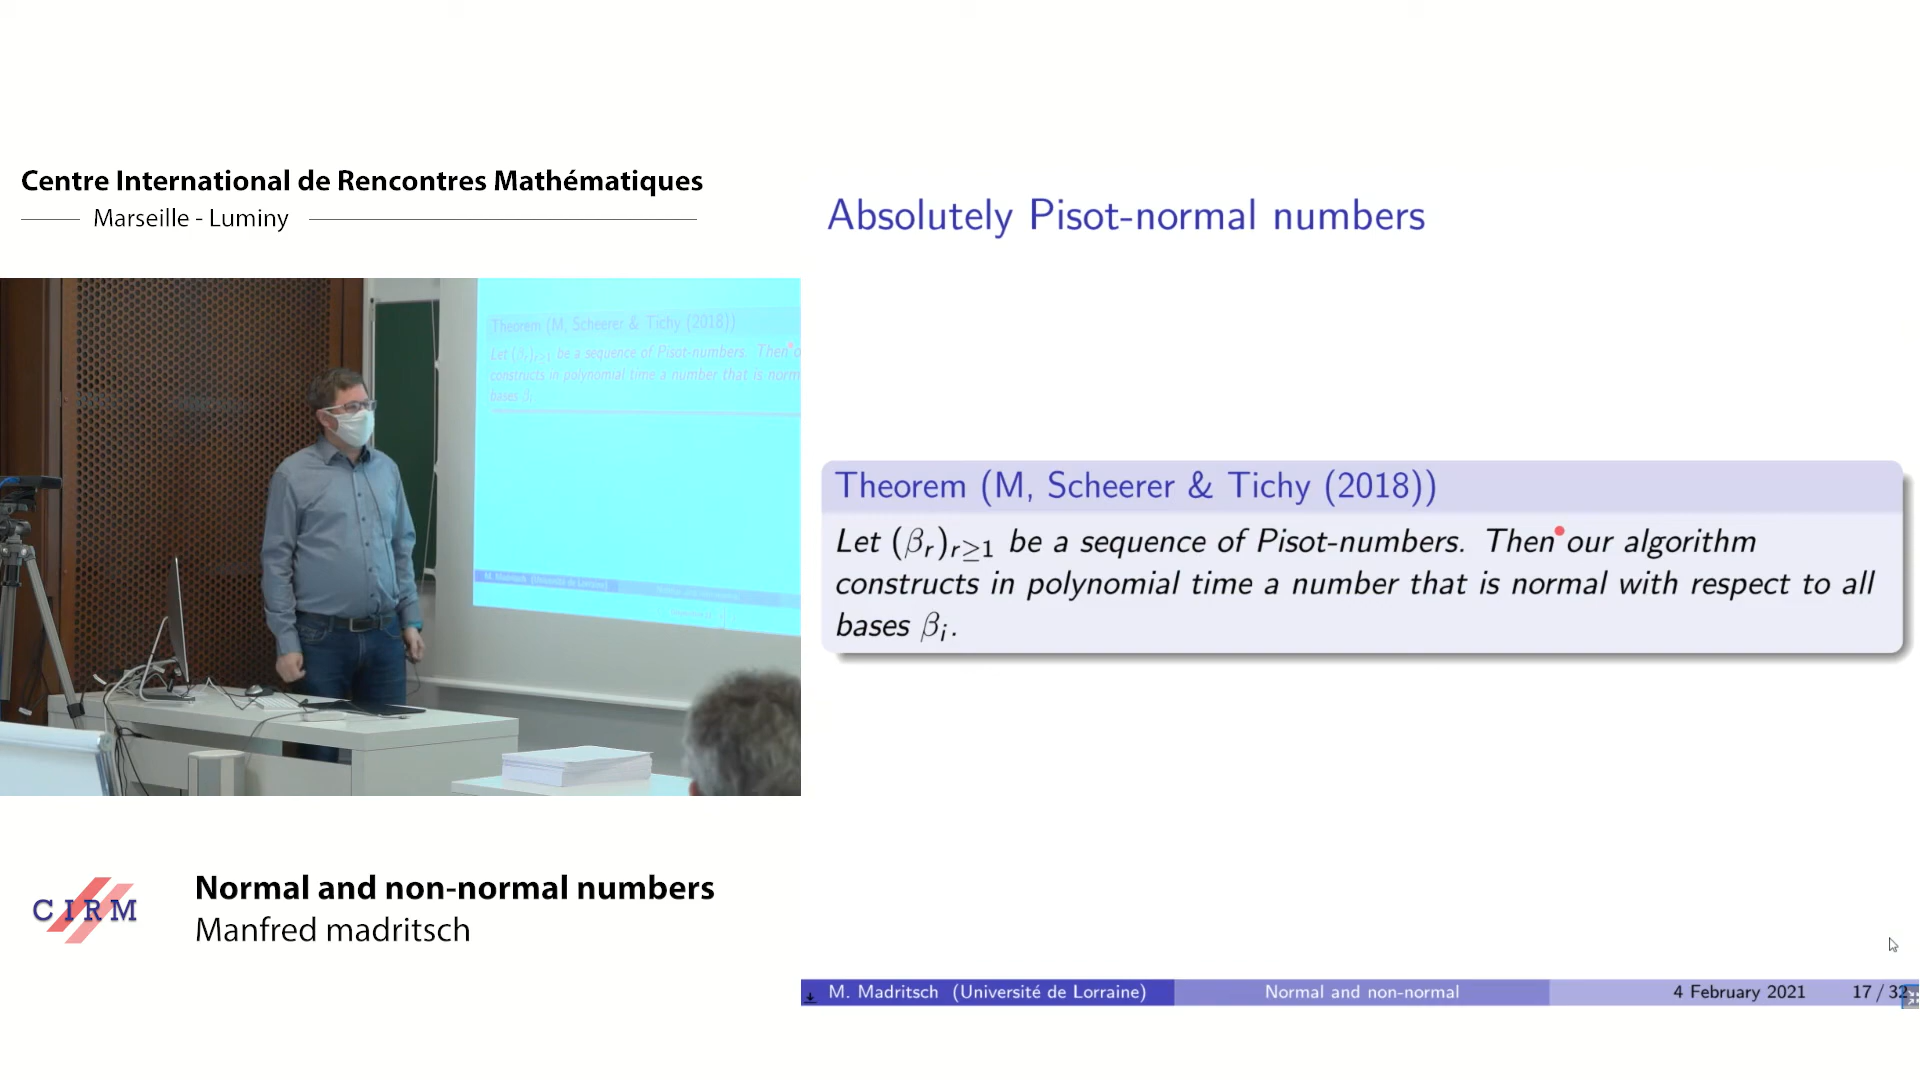 Centre International de Rencontres Mathématiques
Marseille - Luminy
Theorem (M, Scheerer & Tichy (2018))
Let (βᵣ)ᵣ≥₁ be a sequence of Pisot-numbers. Then o
constructs in polynomial time a number that is norm
bases β
M. Madritsch (Université de Lorraine)
CIRM
Normal and non-normal numbers
Manfred madritsch
Absolutely Pisot-normal numbers
Theorem (M, Scheerer & Tichy (2018))
Let (βᵣ)ᵣ≥₁ be a sequence of Pisot-numbers. Then our algorithm
constructs in polynomial time a number that is normal with respect to all
bases βᵢ.
M. Madritsch (Université de Lorraine) Normal and non-normal 4 February 2021 17 / 32